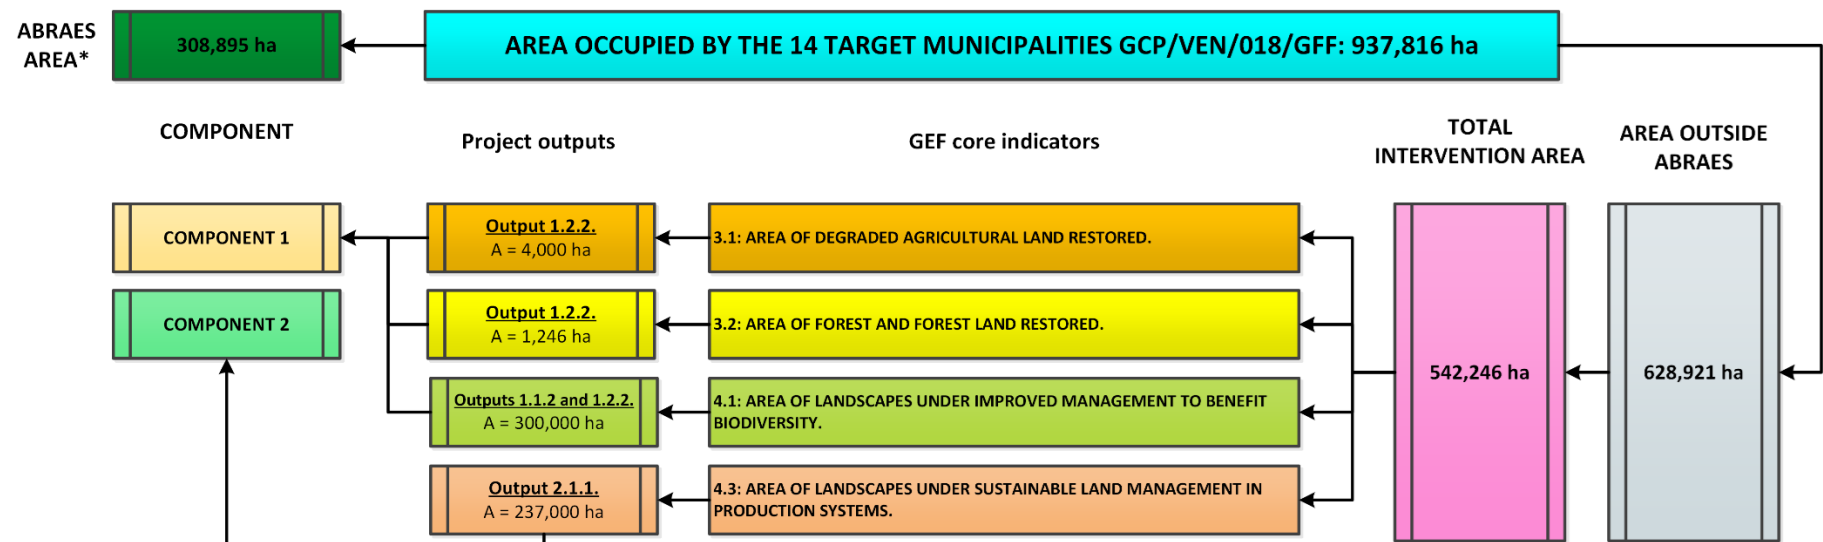 ABRAES
AREA*
308,895 ha
AREA OCCUPIED BY THE 14 TARGET MUNICIPALITIES GCP/VEN/018/GFF: 937,816 ha
COMPONENT
Project outputs
GEF core indicators
TOTAL
INTERVENTION AREA
AREA OUTSIDE
ABRAES
COMPONENT 1
Output 1.2.2.
A = 4,000 ha
3.1: AREA OF DEGRADED AGRICULTURAL LAND RESTORED.
COMPONENT 2
Output 1.2.2.
A = 1,246 ha
3.2: AREA OF FOREST AND FOREST LAND RESTORED.
542,246 ha
628,921 ha
Outputs 1.1.2 and 1.2.2.
A = 300,000 ha
4.1: AREA OF LANDSCAPES UNDER IMPROVED MANAGEMENT TO BENEFIT
BIODIVERSITY.
Output 2.1.1.
A = 237,000 ha
4.3: AREA OF LANDSCAPES UNDER SUSTAINABLE LAND MANAGEMENT IN
PRODUCTION SYSTEMS.